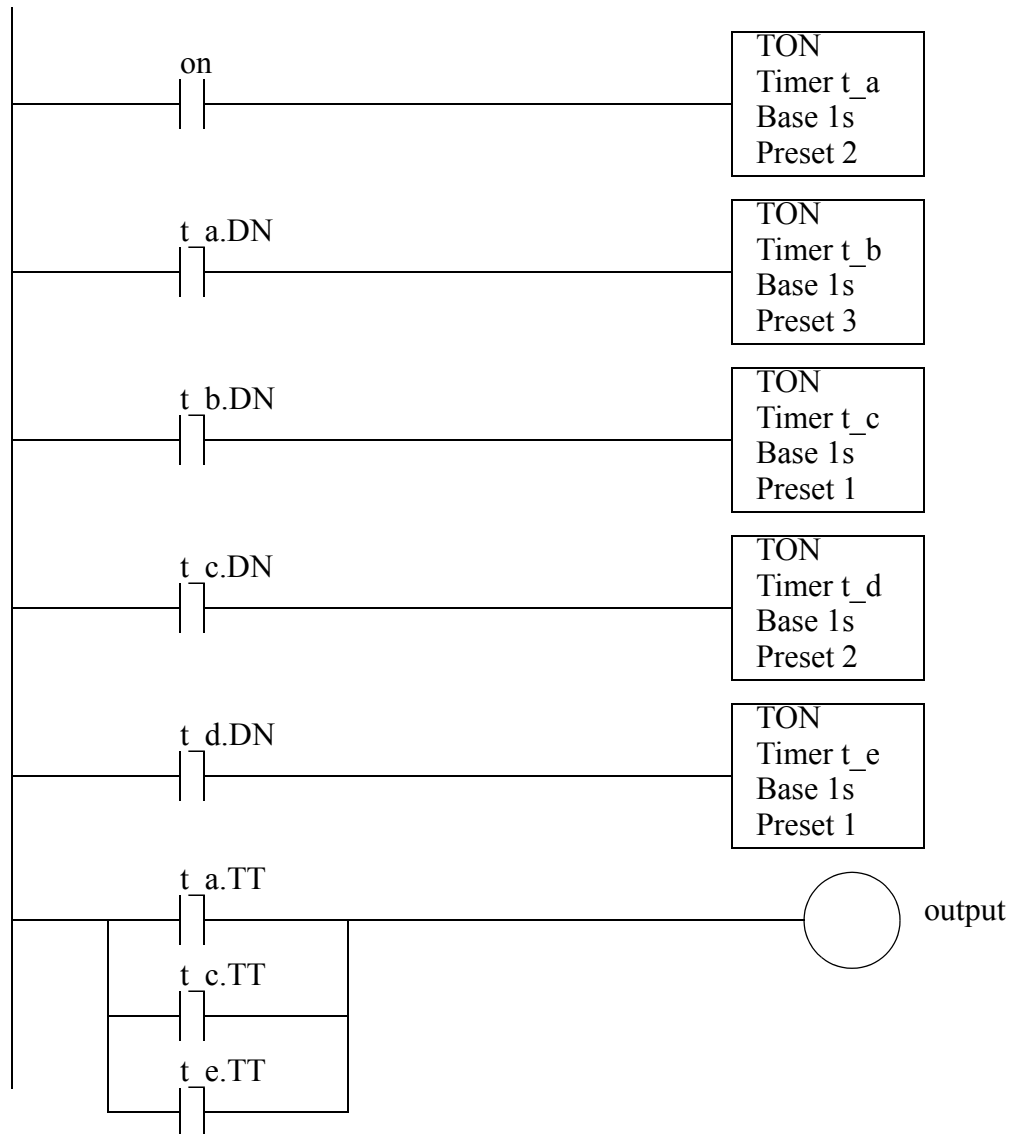 on
TON
Timer t_a
Base 1s
Preset 2
t_a.DN
TON
Timer t_b
Base 1s
Preset 3
t_b.DN
TON
Timer t_c
Base 1s
Preset 1
t_c.DN
TON
Timer t_d
Base 1s
Preset 2
t_d.DN
TON
Timer t_e
Base 1s
Preset 1
t_a.TT
output
t_c.TT
t_e.TT